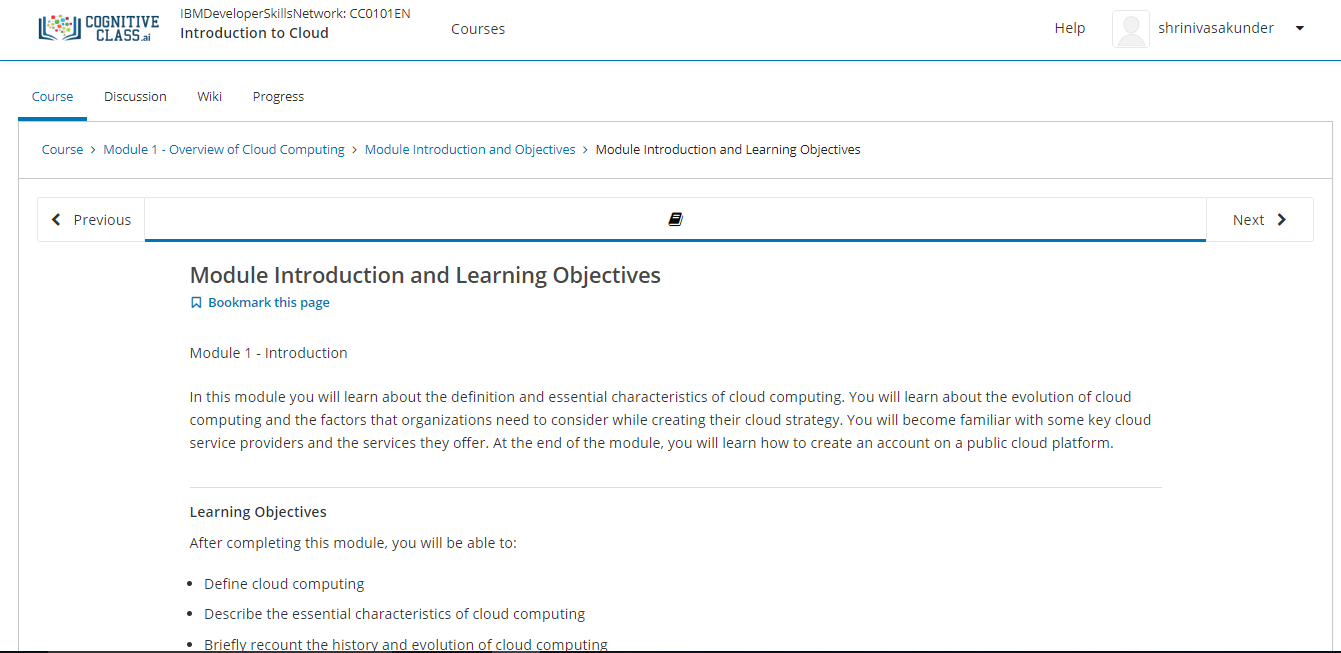 COGNITIVE
CLASS.ai
IBMDeveloperSkillsNetwork: CC0101EN
Introduction to Cloud
Courses
Help
shrinivasakunder
Course
Discussion
Wiki
Progress
Course > Module 1 - Overview of Cloud Computing > Module Introduction and Objectives > Module Introduction and Learning Objectives
Previous
Next
Module Introduction and Learning Objectives
Bookmark this page
Module 1 - Introduction
In this module you will learn about the definition and essential characteristics of cloud computing. You will learn about the evolution of cloud
computing and the factors that organizations need to consider while creating their cloud strategy. You will become familiar with some key cloud
service providers and the services they offer. At the end of the module, you will learn how to create an account on a public cloud platform.
Learning Objectives
After completing this module, you will be able to:
• Define cloud computing
• Describe the essential characteristics of cloud computing
• Briefly recount the history and evolution of cloud computing